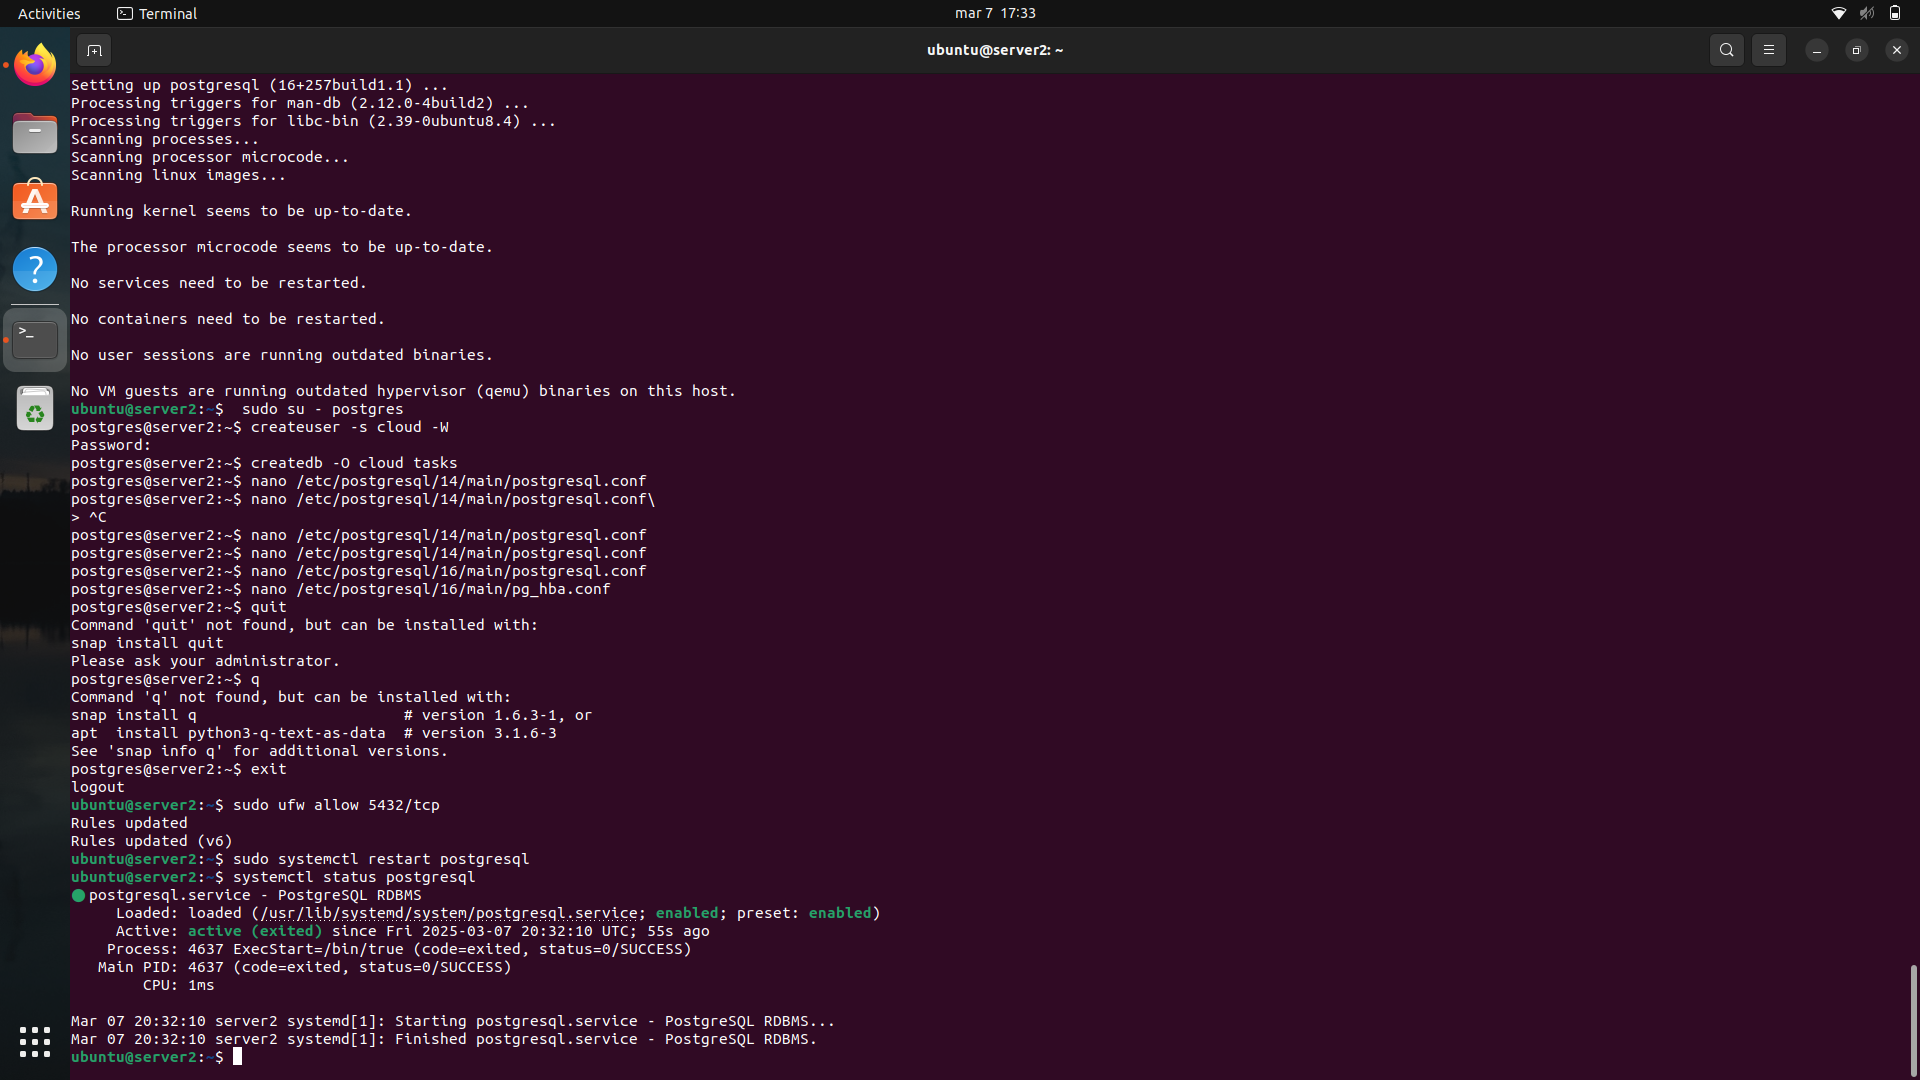 Activities
Terminal
mar 7 17:33
ubuntu@server2: ~
Setting up postgresql (16+257build1.1) ...
Processing triggers for man-db (2.12.0-4build2) ...
Processing triggers for libc-bin (2.39-0ubuntu8.4) ...
Scanning processes...
Scanning processor microcode...
Scanning linux images...
Running kernel seems to be up-to-date.
The processor microcode seems to be up-to-date.
No services need to be restarted.
No containers need to be restarted.
No user sessions are running outdated binaries.
No VM guests are running outdated hypervisor (qemu) binaries on this host.
ubuntu@server2:~$  sudo su - postgres
postgres@server2:~$ createuser -s cloud -W
Password:
postgres@server2:~$ createdb -O cloud tasks
postgres@server2:~$ nano /etc/postgresql/14/main/postgresql.conf
postgres@server2:~$ nano /etc/postgresql/14/main/postgresql.conf\
> ^C
postgres@server2:~$ nano /etc/postgresql/14/main/postgresql.conf
postgres@server2:~$ nano /etc/postgresql/14/main/postgresql.conf
postgres@server2:~$ nano /etc/postgresql/16/main/postgresql.conf
postgres@server2:~$ nano /etc/postgresql/16/main/pg_hba.conf
postgres@server2:~$ quit
Command 'quit' not found, but can be installed with:
snap install quit
Please ask your administrator.
postgres@server2:~$ q
Command 'q' not found, but can be installed with:
snap install q                       # version 1.6.3-1, or
apt  install python3-q-text-as-data  # version 3.1.6-3
See 'snap info q' for additional versions.
postgres@server2:~$ exit
logout
ubuntu@server2:~$ sudo ufw allow 5432/tcp
Rules updated
Rules updated (v6)
ubuntu@server2:~$ sudo systemctl restart postgresql
ubuntu@server2:~$ systemctl status postgresql
● postgresql.service - PostgreSQL RDBMS
     Loaded: loaded (/usr/lib/systemd/system/postgresql.service; enabled; preset: enabled)
     Active: active (exited) since Fri 2025-03-07 20:32:10 UTC; 55s ago
    Process: 4637 ExecStart=/bin/true (code=exited, status=0/SUCCESS)
   Main PID: 4637 (code=exited, status=0/SUCCESS)
        CPU: 1ms
Mar 07 20:32:10 server2 systemd[1]: Starting postgresql.service - PostgreSQL RDBMS...
Mar 07 20:32:10 server2 systemd[1]: Finished postgresql.service - PostgreSQL RDBMS.
ubuntu@server2:~$